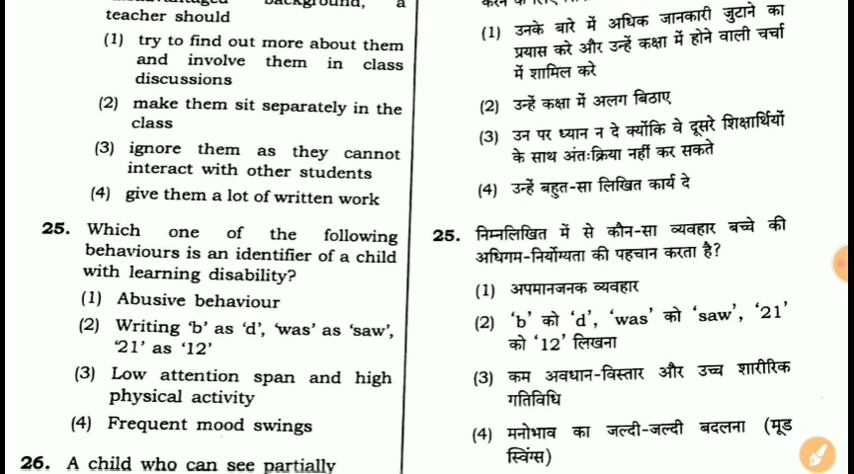 teacher should
(1) try to find out more about them
and involve them in class
discussions
(2) make them sit separately in the
class
(3) ignore them as they cannot
interact with other students
(4) give them a lot of written work
25. Which one of the following
behaviours is an identifier of a child
with learning disability?
(1) Abusive behaviour
(2) Writing ‘b’ as ‘d’, ‘was’ as ‘saw’,
‘21’ as ‘12’
(3) Low attention span and high
physical activity
(4) Frequent mood swings
26. A child who can see partially
(1) उनके बारे में अधिक जानकारी जुटाने का
प्रयास करे और उन्हें कक्षा में होने वाली चर्चा
में शामिल करे
(2) उन्हें कक्षा में अलग बिठाए
(3) उन पर ध्यान न दे क्योंकि वे दूसरे शिक्षार्थियों
के साथ अंतःक्रिया नहीं कर सकते
(4) उन्हें बहुत-सा लिखित कार्य दे
25. निम्नलिखित में से कौन-सा व्यवहार बच्चे की
अधिगम-निर्योग्यता की पहचान करता है?
(1) अपमानजनक व्यवहार
(2) ‘b’ को ‘d’, ‘was’ को ‘saw’, ‘21’
को ‘12’ लिखना
(3) कम अवधान-विस्तार और उच्च शारीरिक
गतिविधि
(4) मनोभाव का जल्दी-जल्दी बदलना (मूड
स्विंग्स)